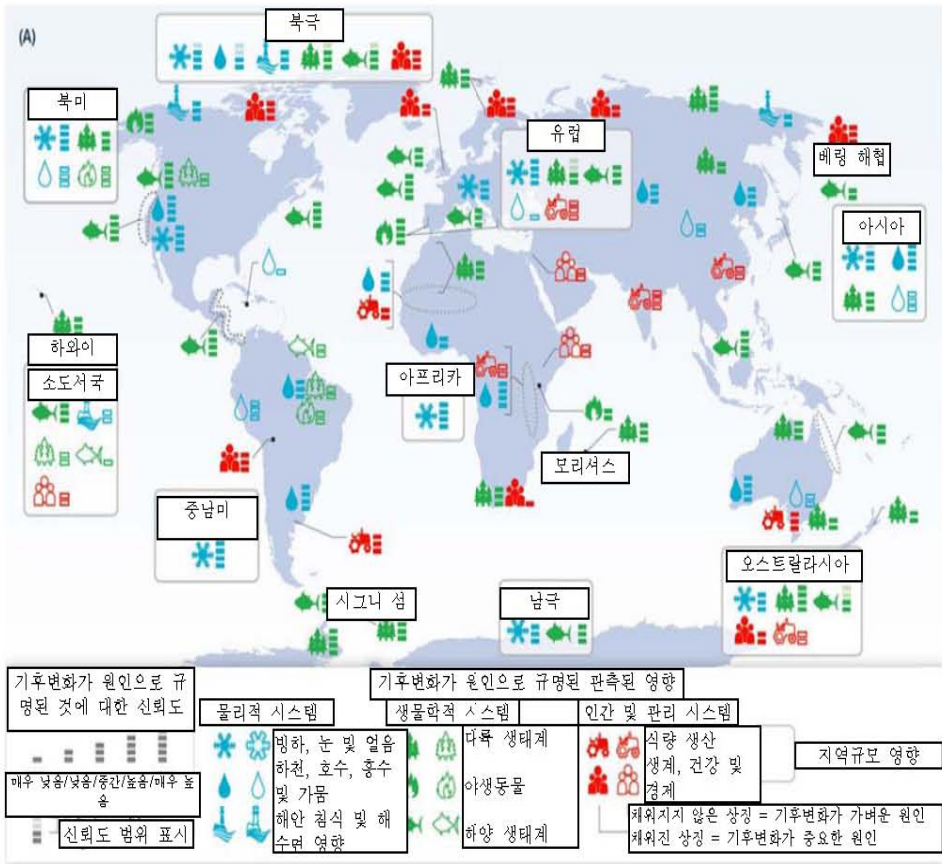 (A)
북극
북미
유럽
베링 해협
아시아
하와이
소도서국
아프리카
모리셔스
중남미
오스트랄라시아
시그니 섬
남극
기후변화가 원인으로 규
명된 것에 대한 신뢰도
매우 낮음/낮음/중간/높음/매우 높
음
신뢰도 범위 표시
기후변화가 원인으로 규명된 관측된 영향
물리적 시스템
빙하, 눈 및 얼음
하천, 호수, 홍수
및 가뭄
해안 침식 및 해
수면 영향
생물학적 시스템
다륙 생태계
야생동물
하양 생태계
인간 및 관리 시스템
식량 생산
생계, 건강 및
경제
지역규모 영향
채워지지 않은 상징 = 기후변화가 가벼운 원인
채워진 상징 = 기후변화가 중요한 원인